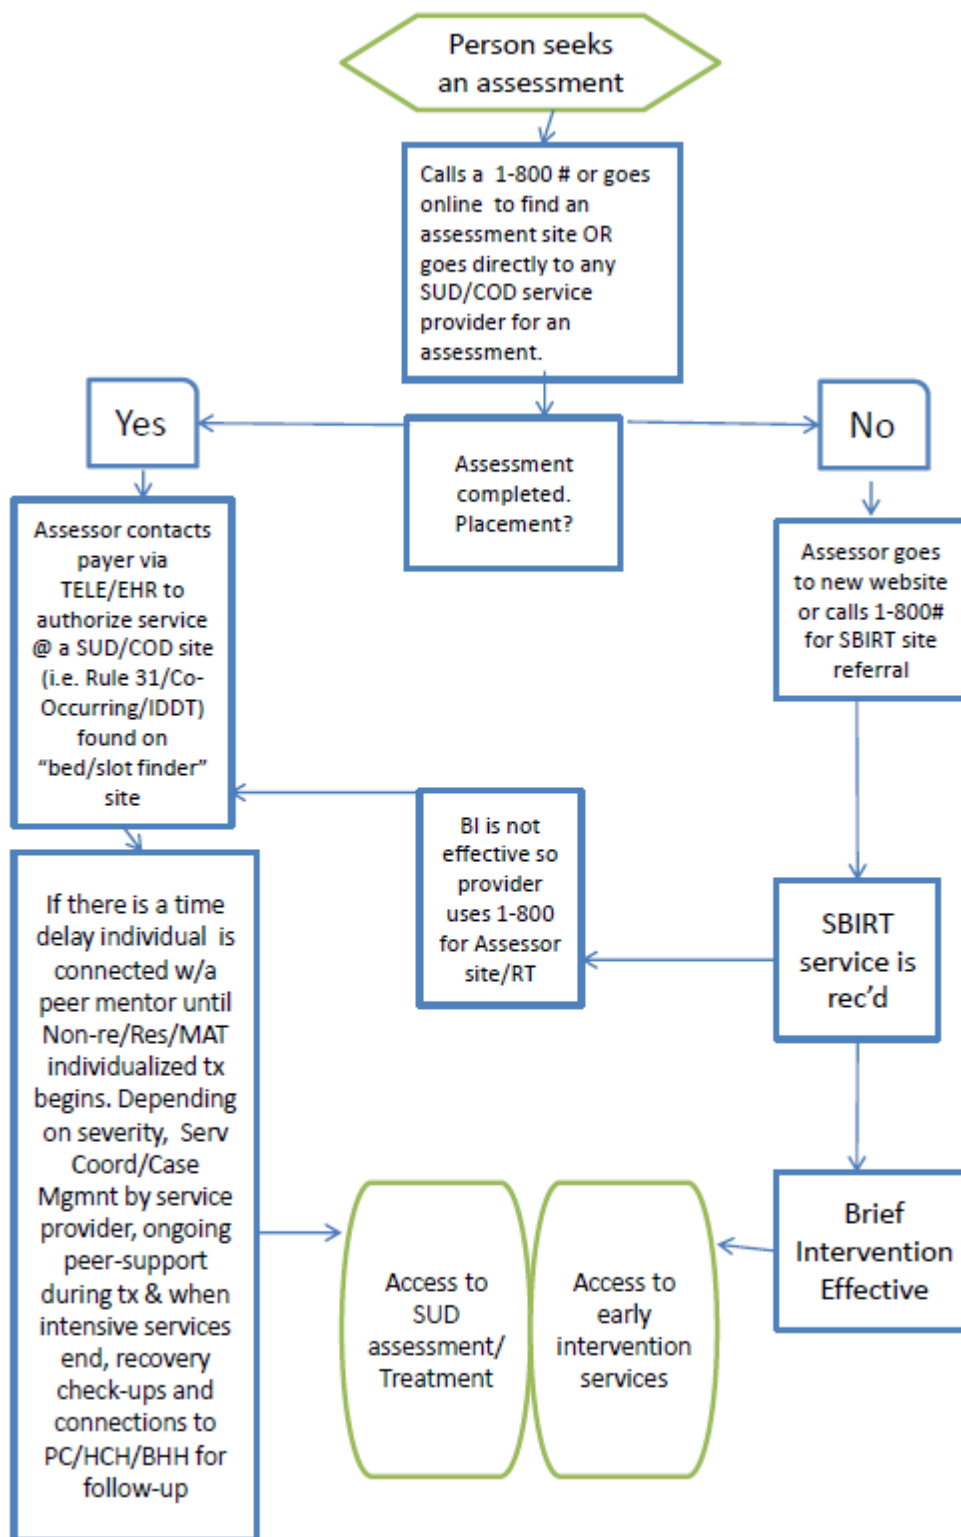 Person seeks
an assessment
Calls a 1-800 # or goes
online to find an
assessment site OR
goes directly to any
SUD/COD service
provider for an
assessment.
Yes
No
Assessment
completed.
Placement?
Assessor contacts
payer via
TELE/EHR to
authorize service
@ a SUD/COD site
(i.e. Rule 31/Co-
Occurring/IDDT)
found on
“bed/slot finder”
site
Assessor goes
to new website
or calls 1-800#
for SBIRT site
referral
BI is not
effective so
provider
uses 1-800
for Assessor
site/RT
SBIRT
service is
rec’d
If there is a time
delay individual is
connected w/a
peer mentor until
Non-re/Res/MAT
individualized tx
begins. Depending
on severity, Serv
Coord/Case
Mgmnt by service
provider, ongoing
peer-support
during tx & when
intensive services
end, recovery
check-ups and
connections to
PC/HCH/BHH for
follow-up
Access to
SUD
assessment/
Treatment
Access to
early
intervention
services
Brief
Intervention
Effective